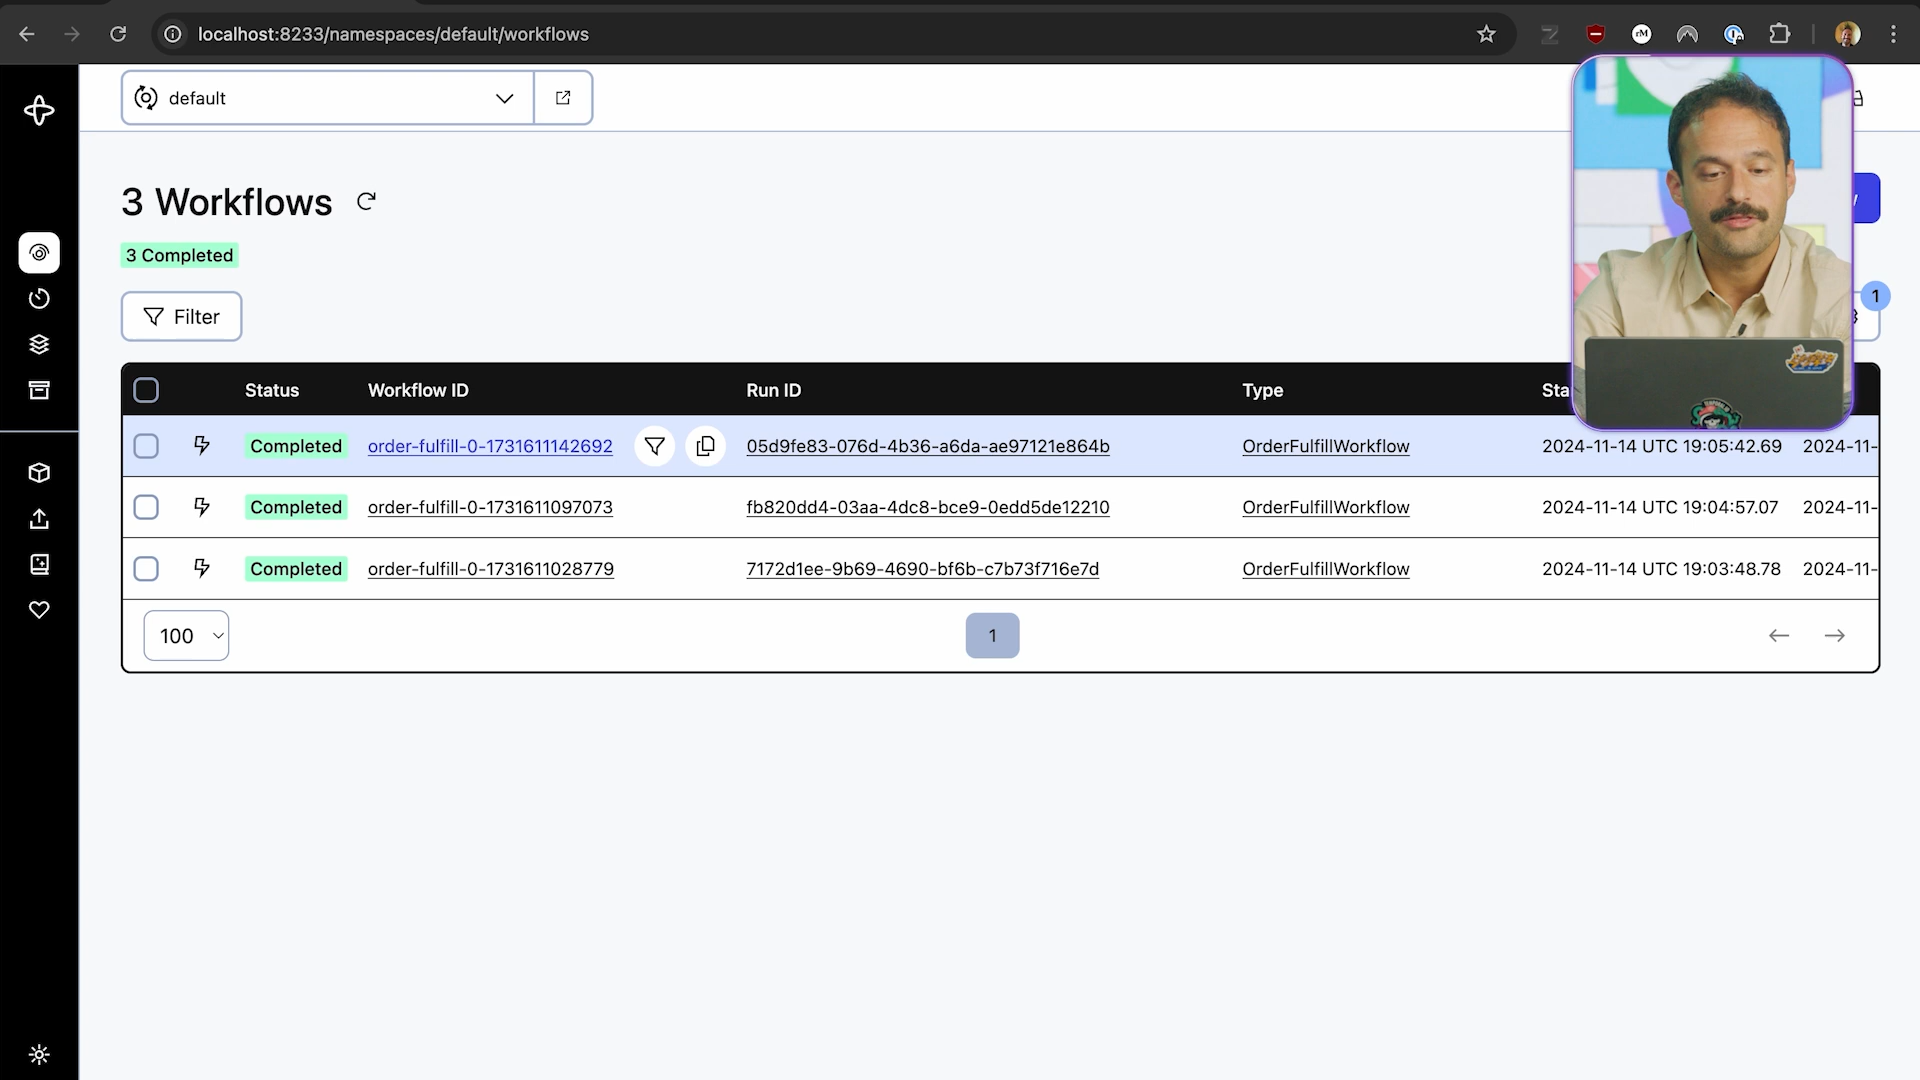 localhost:8233/namespaces/default/workflows
default
3 Workflows
3 Completed
1
Filter
Status Workflow ID Run ID Type Sta
Completed order-fulfill-0-1731611142692 05d9fe83-076d-4b36-a6da-ae97121e864b OrderFulfillWorkflow 2024-11-14 UTC 19:05:42.69 2024-11-
Completed order-fulfill-0-1731611097073 fb820dd4-03aa-4dc8-bce9-0edd5de12210 OrderFulfillWorkflow 2024-11-14 UTC 19:04:57.07 2024-11-
Completed order-fulfill-0-1731611028779 7172d1ee-9b69-4690-bf6b-c7b73f716e7d OrderFulfillWorkflow 2024-11-14 UTC 19:03:48.78 2024-11-
100 1